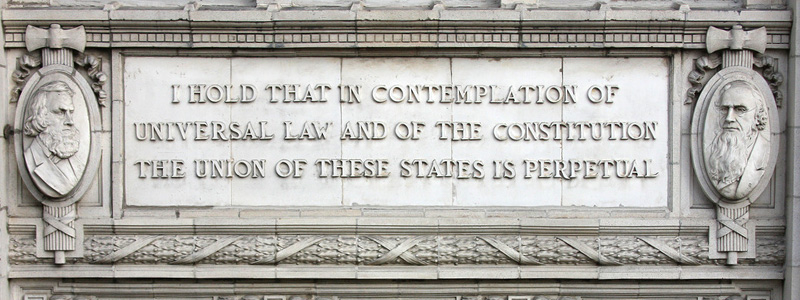 I HOLD THAT IN CONTEMPLATION OF
UNIVERSAL LAW AND OF THE CONSTITUTION
THE UNION OF THESE STATES IS PERPETUAL